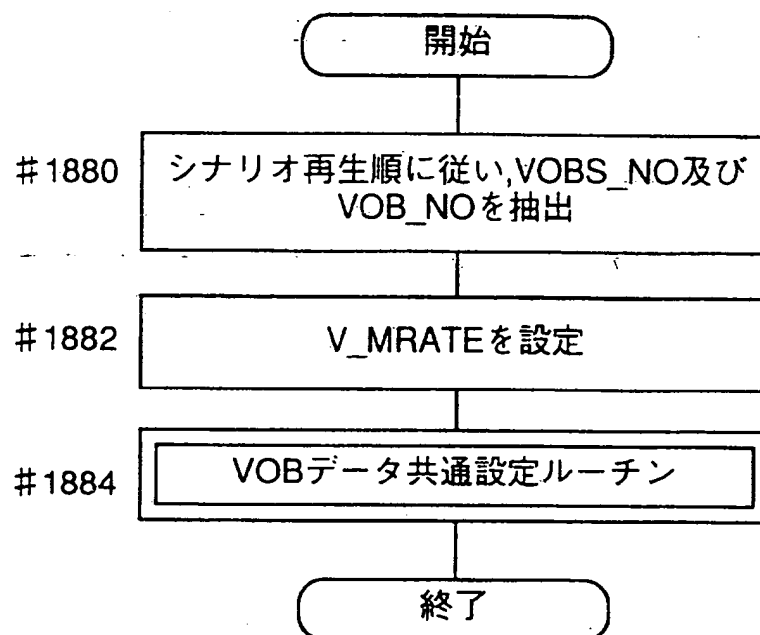 開始
#1880
シナリオ再生順に従い,VOBS_NO及び
VOB_NOを抽出
#1882
V_MRATEを設定
#1884
VOBデータ共通設定ルーチン
終了